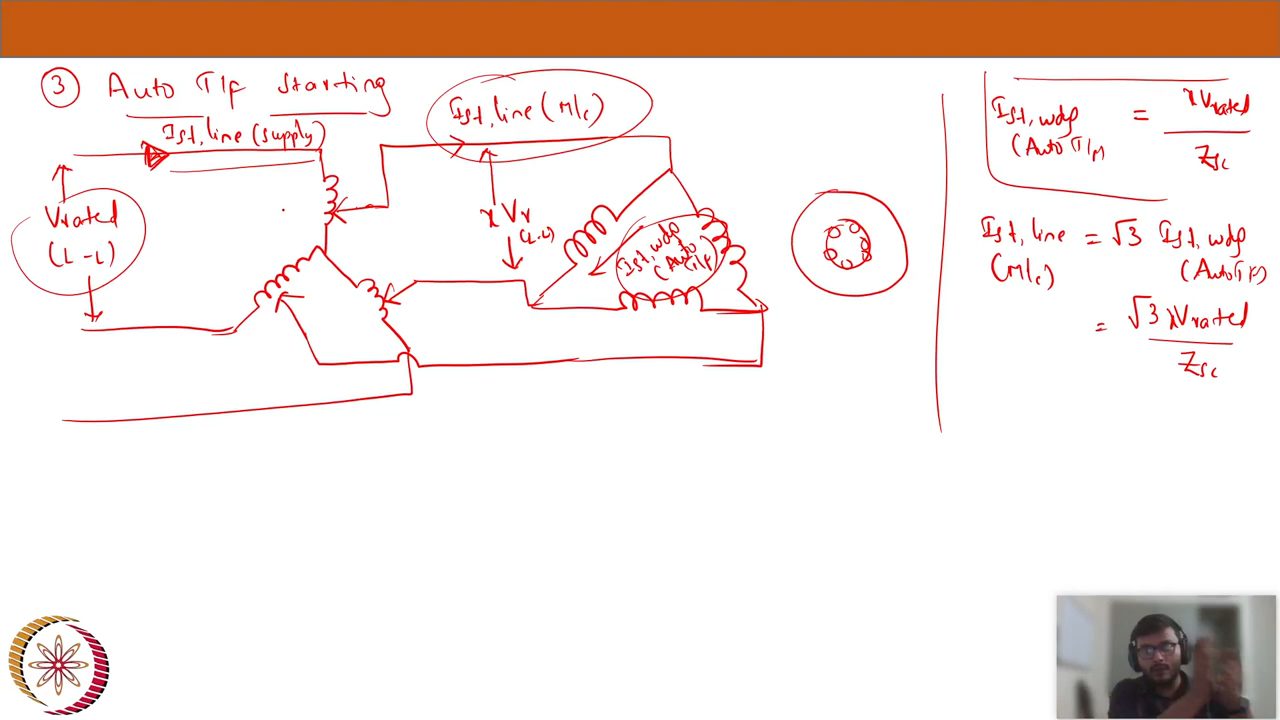 ③ Auto T/f Starting
Ist, line (supply)
Ist, line (M/c)
Vrated
(L-L)
x Vr
(L-L)
Ist, wdg
(Auto
T/f)
Ist, wdg = xVrated
(Auto T/f) Zsc
Ist, line = √3 Ist, wdg
(M/c) (Auto T/f)
= √3 xVrated
Zsc